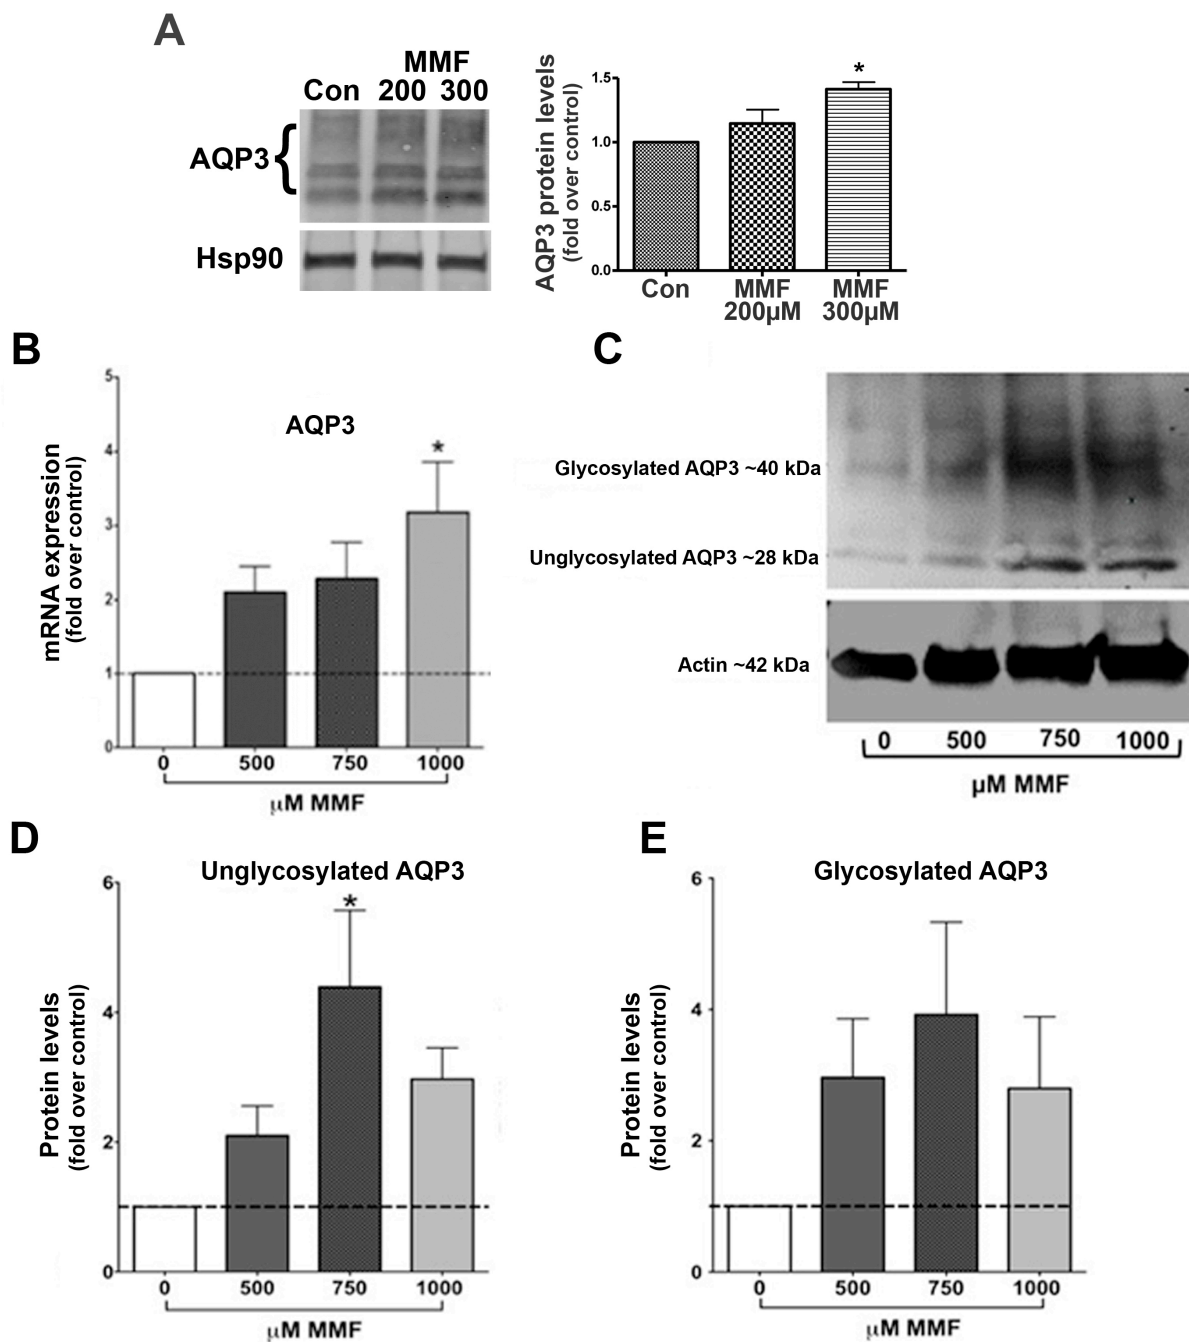 A
MMF
Con 200 300
AQP3
{
Hsp90
AQP3 protein levels
(fold over control)
1.5
1.0
0.5
0.0
*
Con
MMF
200µM
MMF
300µM
B
AQP3
mRNA expression
(fold over control)
5
4
3
2
1
0
*
0 500 750 1000
µM MMF
C
Glycosylated AQP3 ~40 kDa
Unglycosylated AQP3 ~28 kDa
Actin ~42 kDa
0 500 750 1000
µM MMF
D
Unglycosylated AQP3
Protein levels
(fold over control)
6
4
2
0
*
0 500 750 1000
µM MMF
E
Glycosylated AQP3
Protein levels
(fold over control)
6
4
2
0
0 500 750 1000
µM MMF